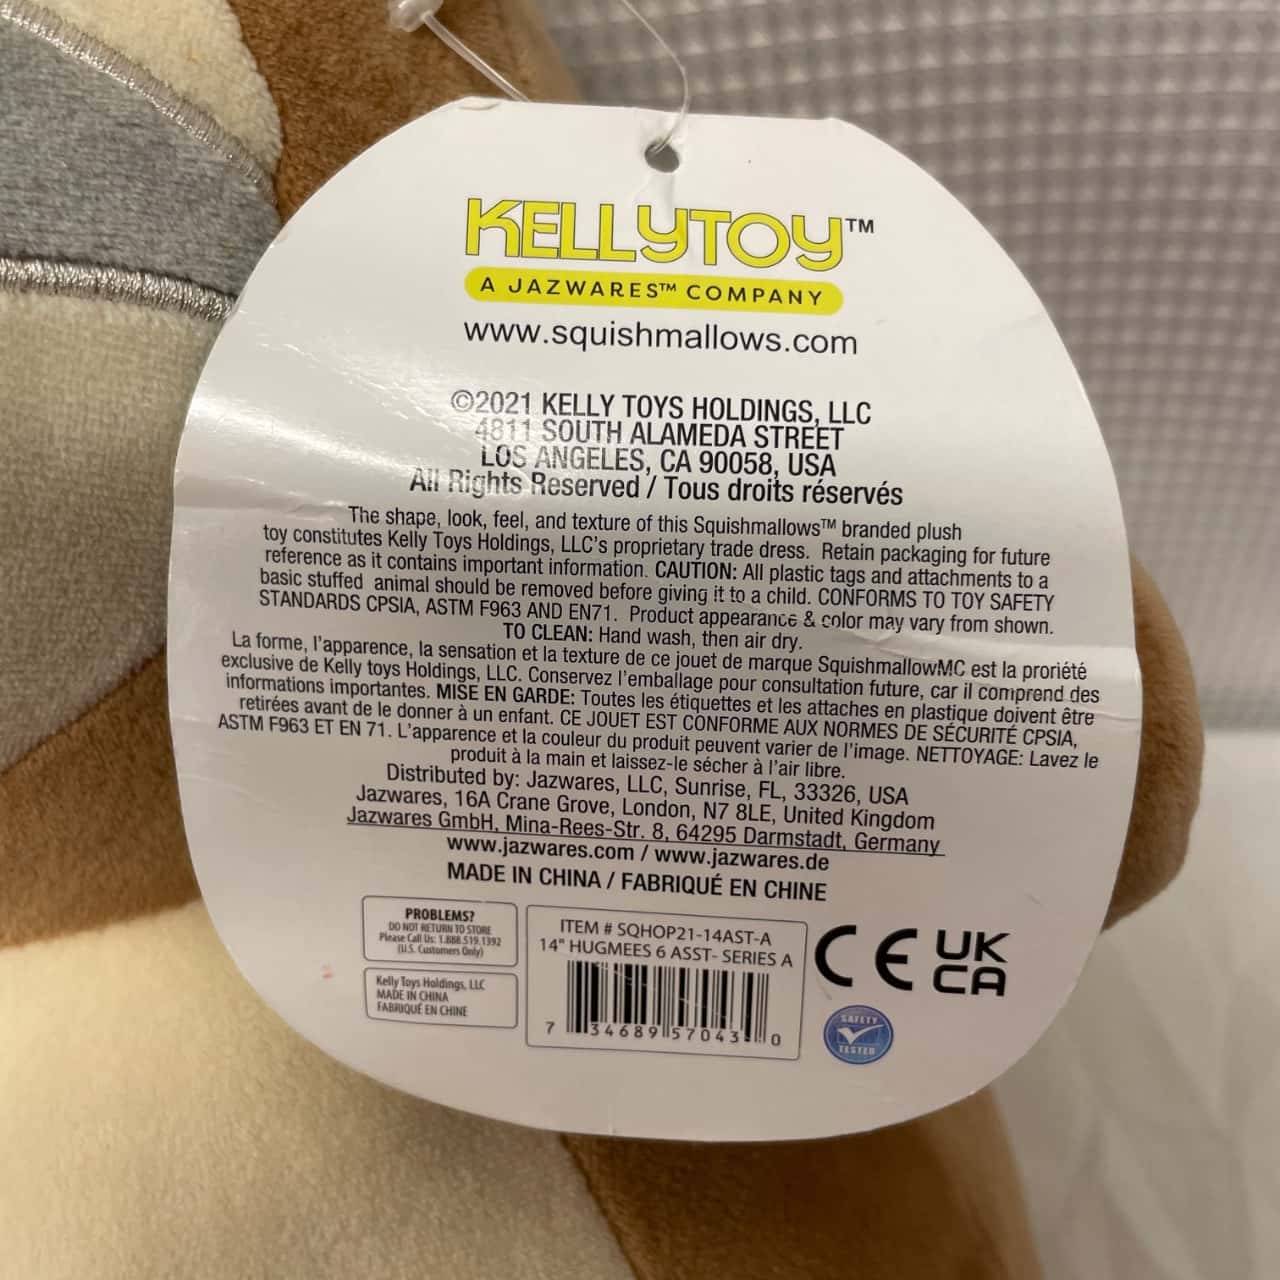 KELLYTOY™
A JAZWARES™ COMPANY
www.squishmallows.com
©2021 KELLY TOYS HOLDINGS, LLC
4811 SOUTH ALAMEDA STREET
LOS ANGELES, CA 90058, USA
All Rights Reserved / Tous droits réservés
The shape, look, feel, and texture of this Squishmallows™ branded plush
toy constitutes Kelly Toys Holdings, LLC's proprietary trade dress. Retain packaging for future
reference as it contains important information. CAUTION: All plastic tags and attachments to a
basic stuffed animal should be removed before giving it to a child. CONFORMS TO TOY SAFETY
STANDARDS CPSIA, ASTM F963 AND EN71. Product appearance & color may vary from shown.
TO CLEAN: Hand wash, then air dry.
La forme, l'apparence, la sensation et la texture de ce jouet de marque SquishmallowMC est la proriété
exclusive de Kelly toys Holdings, LLC. Conservez l'emballage pour consultation future, car il comprend des
informations importantes. MISE EN GARDE: Toutes les étiquettes et les attaches en plastique doivent être
retirées avant de le donner à un enfant. CE JOUET EST CONFORME AUX NORMES DE SÉCURITÉ CPSIA,
ASTM F963 ET EN 71. L'apparence et la couleur du produit peuvent varier de l'image. NETTOYAGE: Lavez le
produit à la main et laissez-le sécher à l'air libre.
Distributed by: Jazwares, LLC, Sunrise, FL, 33326, USA
Jazwares, 16A Crane Grove, London, N7 8LE, United Kingdom
Jazwares GmbH, Mina-Rees-Str. 8, 64295 Darmstadt, Germany
www.jazwares.com / www.jazwares.de
MADE IN CHINA / FABRIQUÉ EN CHINE
PROBLEMS?
DO NOT RETURN TO STORE
Please Call Us: 1.888.519.1392
(U.S. Customers Only)
Kelly Toys Holdings, LLC
MADE IN CHINA
FABRIQUÉ EN CHINE
ITEM # SQHOP21-14AST-A
14" HUGMEES 6 ASST- SERIES A
7 34689 57043 0
CE
UK
CA
SAFETY
TESTED